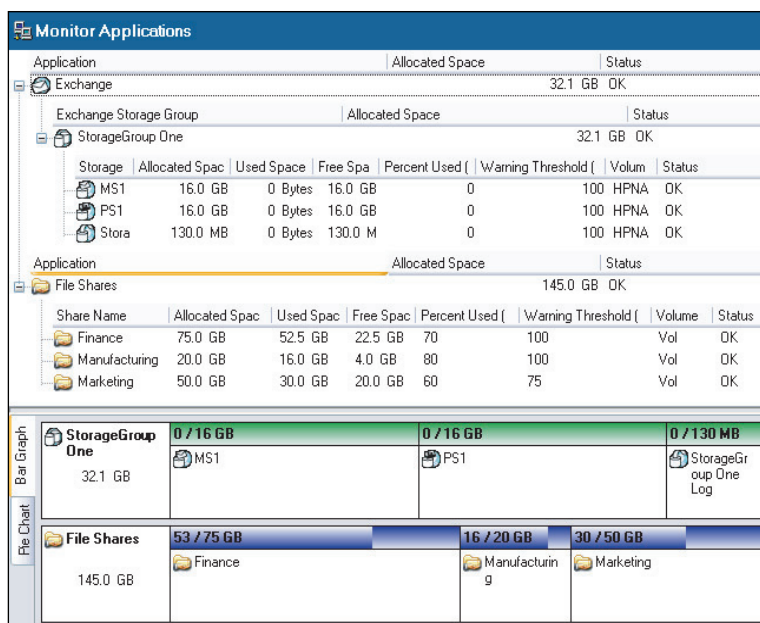 Monitor Applications
Application Allocated Space Status
Exchange 32.1 GB OK
Exchange Storage Group Allocated Space Status
StorageGroup One 32.1 GB OK
Storage Allocated Spac Used Space Free Spa Percent Used ( Warning Threshold ( Volum Status
MS1 16.0 GB 0 Bytes 16.0 GB 0 100 HPNA OK
PS1 16.0 GB 0 Bytes 16.0 GB 0 100 HPNA OK
Stora 130.0 MB 0 Bytes 130.0 M 0 100 HPNA OK
Application Allocated Space Status
File Shares 145.0 GB OK
Share Name Allocated Spac Used Spac Free Spac Percent Used ( Warning Threshold ( Volume Status
Finance 75.0 GB 52.5 GB 22.5 GB 70 100 Vol OK
Manufacturing 20.0 GB 16.0 GB 4.0 GB 80 100 Vol OK
Marketing 50.0 GB 30.0 GB 20.0 GB 60 75 Vol OK
Bar Graph
Pie Chart
StorageGroup One
32.1 GB
0 / 16 GB
MS1
0 / 16 GB
PS1
0 / 130 MB
StorageGr
oup One
Log
File Shares
145.0 GB
53 / 75 GB
Finance
16 / 20 GB
Manufacturin
g
30 / 50 GB
Marketing